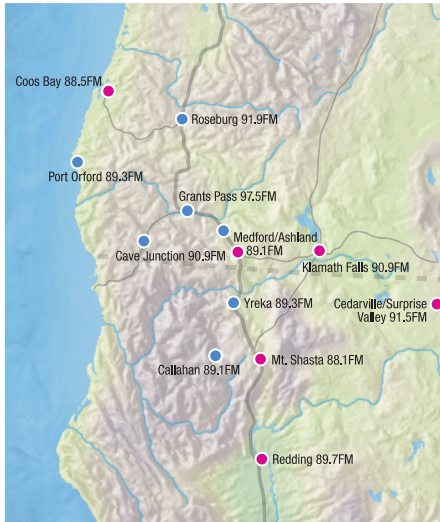 Coos Bay 88.5FM
Roseburg 91.9FM
Port Orford 89.3FM
Grants Pass 97.5FM
Medford/Ashland
89.1FM
Cave Junction 90.9FM
Klamath Falls 90.9FM
Yreka 89.3FM
Cedarville/Surprise
Valley 91.5FM
Callahan 89.1FM
Mt. Shasta 88.1FM
Redding 89.7FM